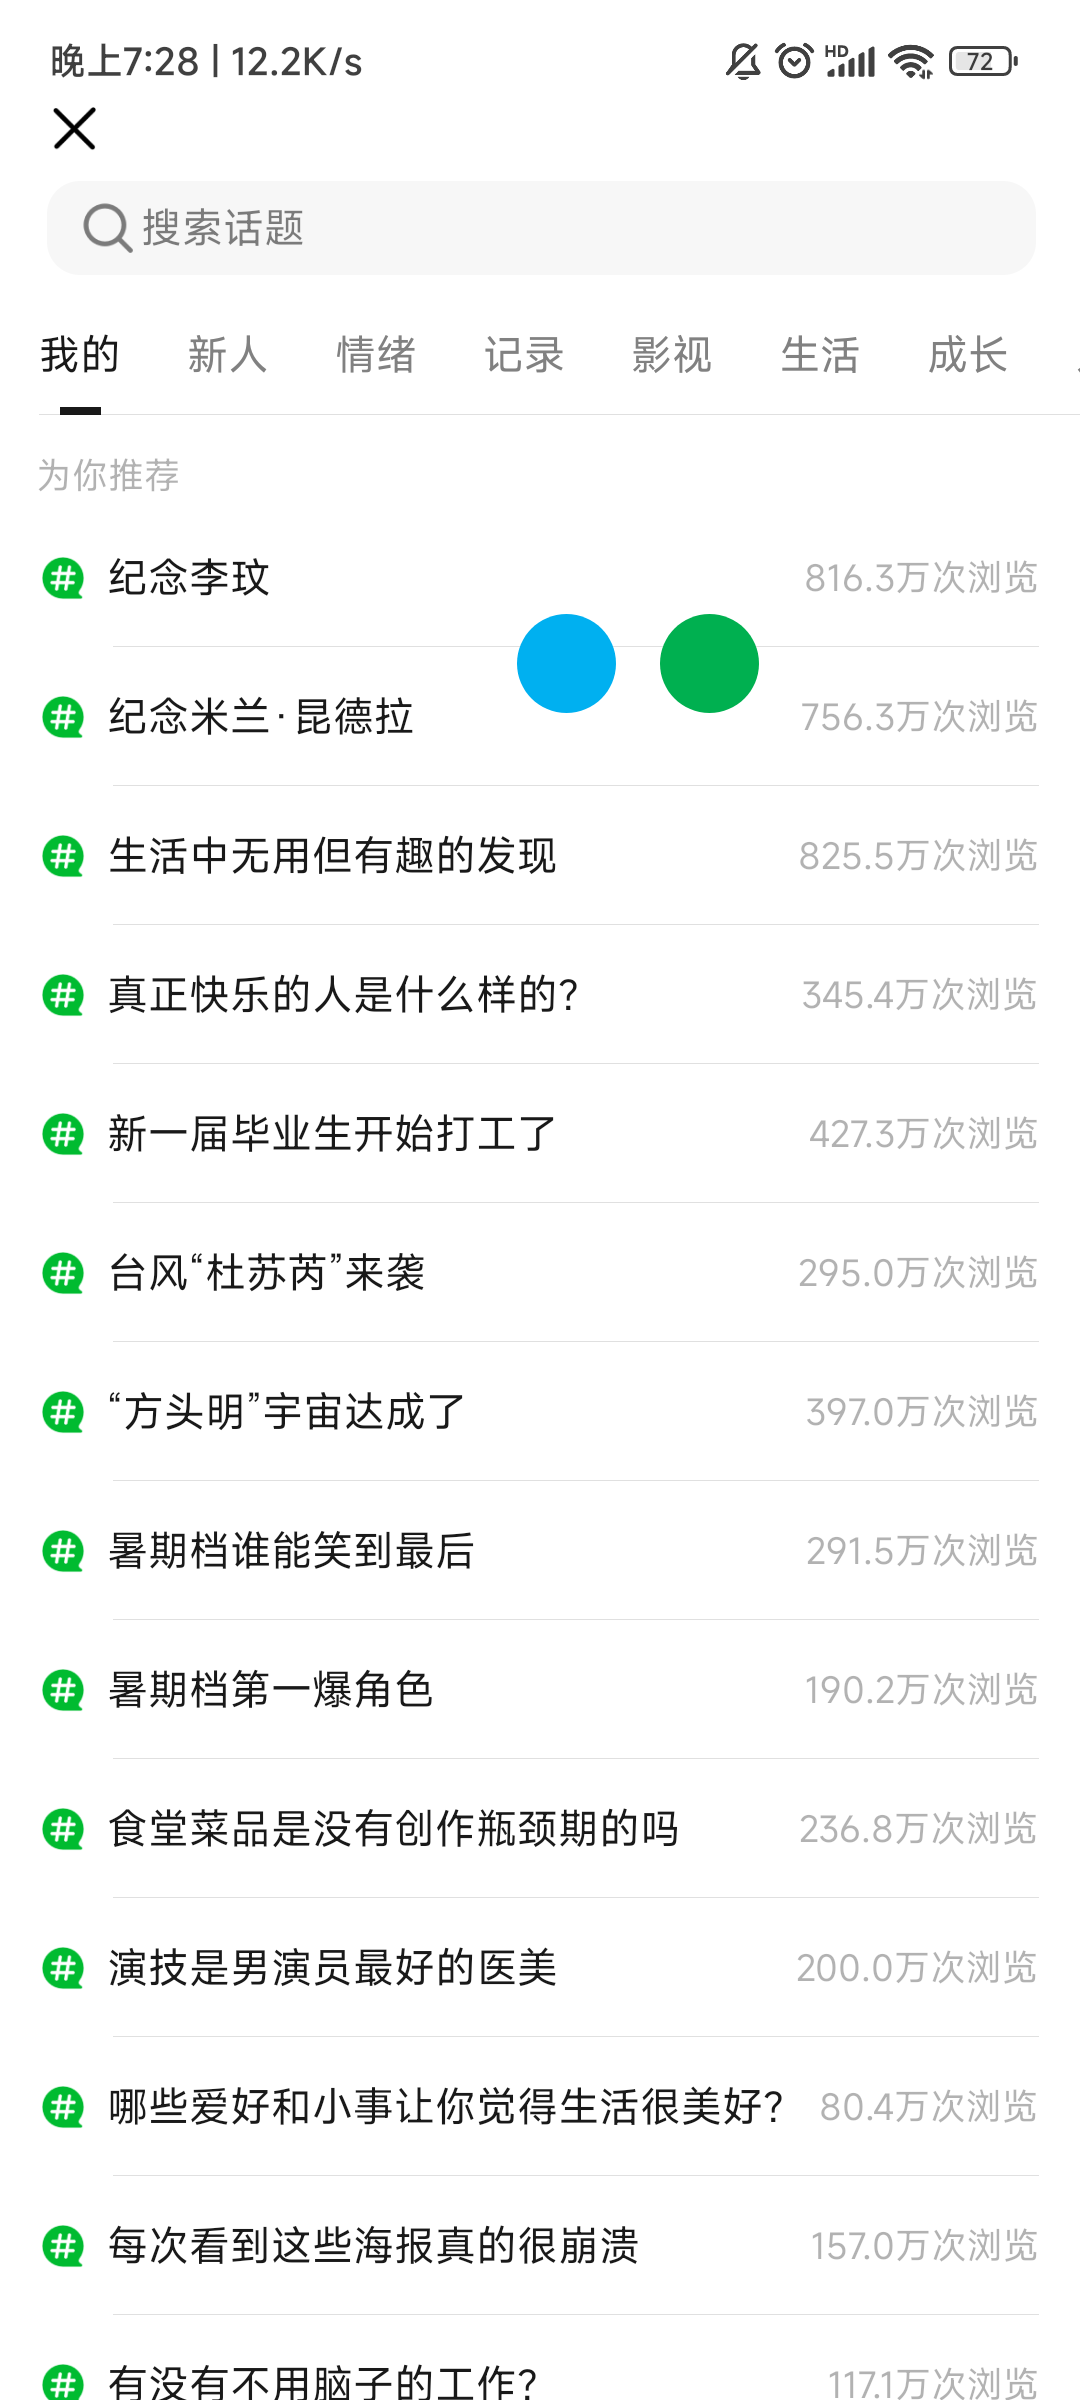 晚上7:28 | 12.2K/s
HD
72
搜索话题
我的 新人 情绪 记录 影视 生活 成长
为你推荐
纪念李玟 816.3万次浏览
纪念米兰·昆德拉 756.3万次浏览
生活中无用但有趣的发现 825.5万次浏览
真正快乐的人是什么样的? 345.4万次浏览
新一届毕业生开始打工了 427.3万次浏览
台风“杜苏芮”来袭 295.0万次浏览
“方头明”宇宙达成了 397.0万次浏览
暑期档谁能笑到最后 291.5万次浏览
暑期档第一爆角色 190.2万次浏览
食堂菜品是没有创作瓶颈期的吗 236.8万次浏览
演技是男演员最好的医美 200.0万次浏览
哪些爱好和小事让你觉得生活很美好? 80.4万次浏览
每次看到这些海报真的很崩溃 157.0万次浏览
有没有不用脑子的工作? 117.1万次浏览